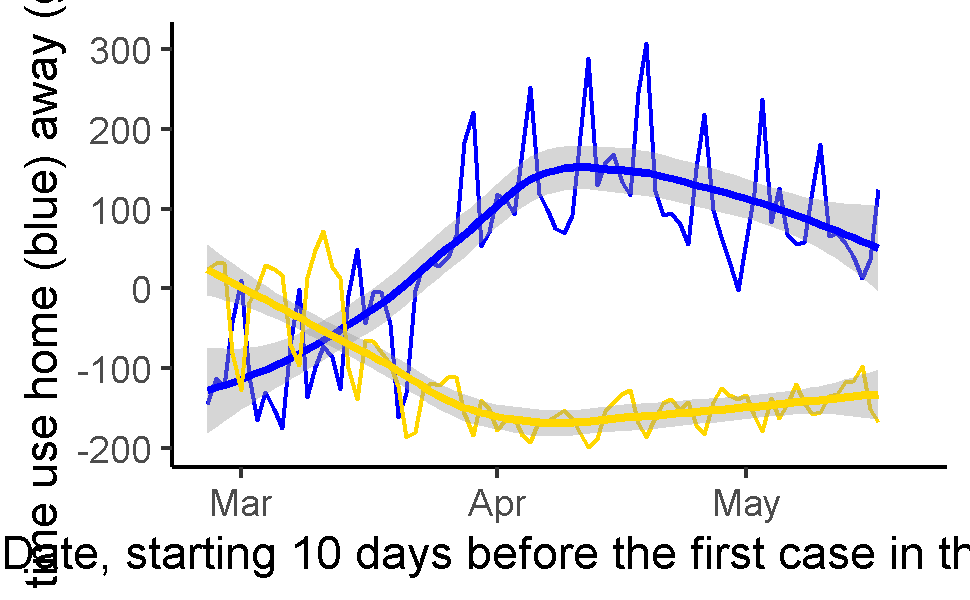 time use home (blue) away (
300
200
100
0
-100
-200
Mar Apr May
Date, starting 10 days before the first case in th